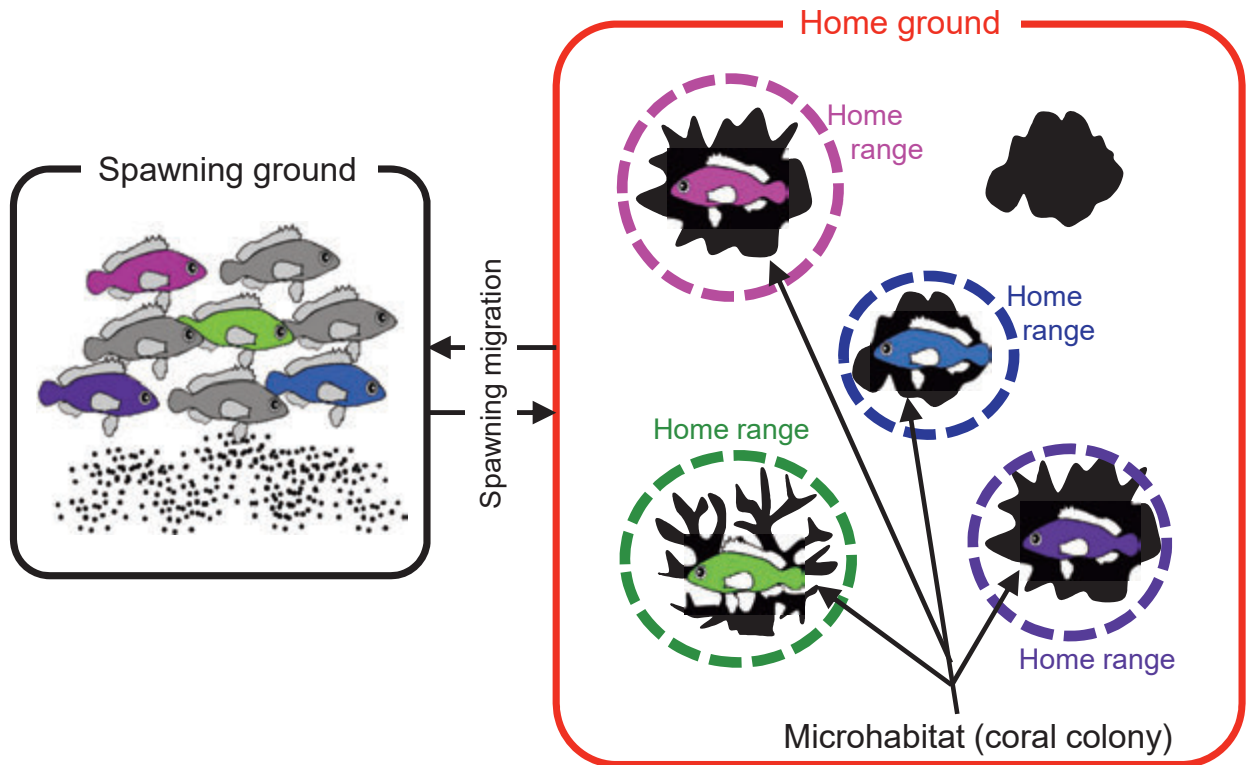 Home ground
Spawning ground
Spawning migration
Home
range
Home
range
Home range
Home range
Microhabitat (coral colony)